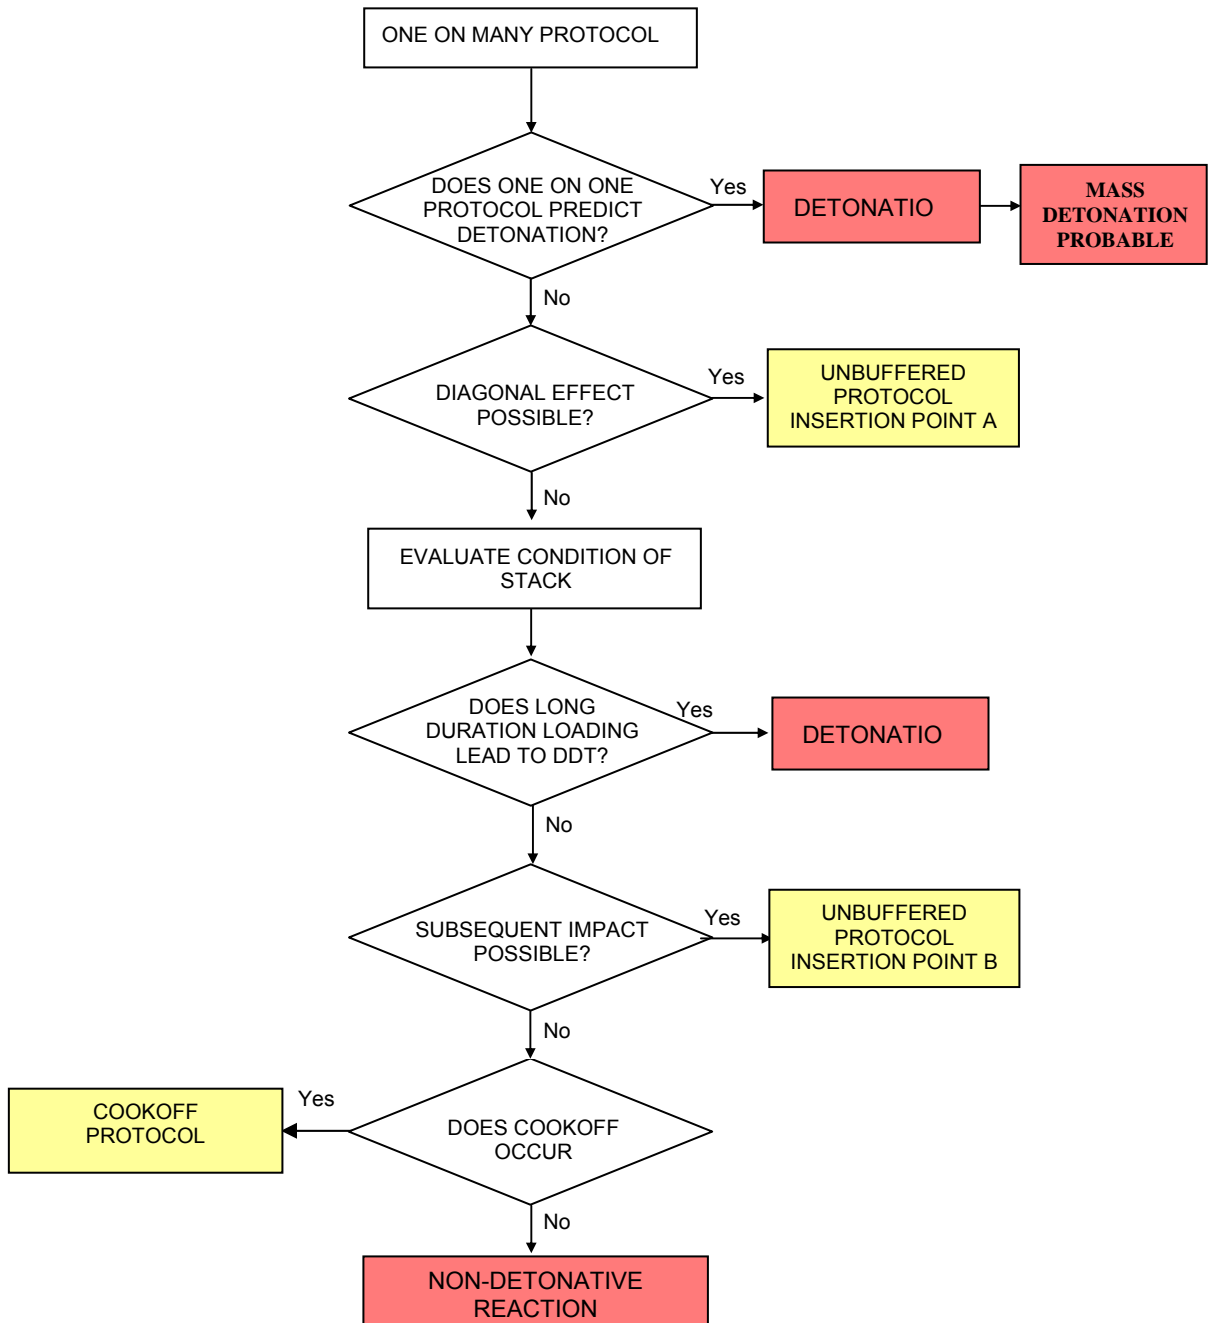 ONE ON MANY PROTOCOL
DOES ONE ON ONE
PROTOCOL PREDICT
DETONATION?
Yes
DETONATIO
MASS
DETONATION
PROBABLE
No
DIAGONAL EFFECT
POSSIBLE?
Yes
UNBUFFERED
PROTOCOL
INSERTION POINT A
No
EVALUATE CONDITION OF
STACK
DOES LONG
DURATION LOADING
LEAD TO DDT?
Yes
DETONATIO
No
SUBSEQUENT IMPACT
POSSIBLE?
Yes
UNBUFFERED
PROTOCOL
INSERTION POINT B
No
DOES COOKOFF
OCCUR
Yes
COOKOFF
PROTOCOL
No
NON-DETONATIVE
REACTION